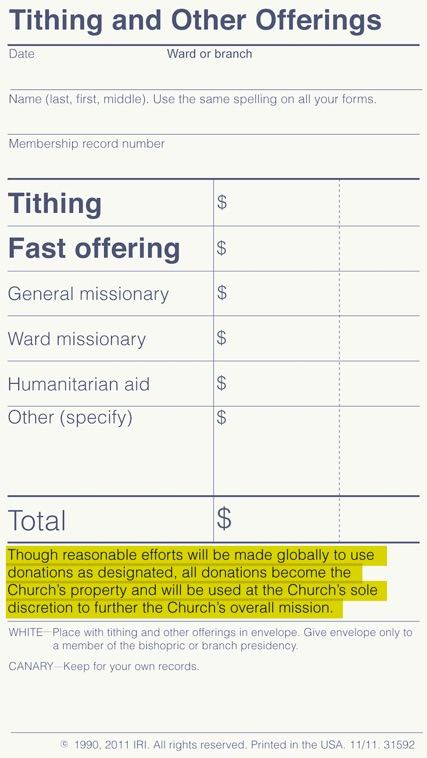 Tithing and Other Offerings
Date Ward or branch
Name (last, first, middle). Use the same spelling on all your forms.
Membership record number
Tithing $
Fast offering $
General missionary $
Ward missionary $
Humanitarian aid $
Other (specify) $
Total $
Though reasonable efforts will be made globally to use
donations as designated, all donations become the
Church's property and will be used at the Church's sole
discretion to further the Church's overall mission.
WHITE—Place with tithing and other offerings in envelope. Give envelope only to
a member of the bishopric or branch presidency.
CANARY—Keep for your own records.
© 1990, 2011 IRI. All rights reserved. Printed in the USA. 11/11. 31592